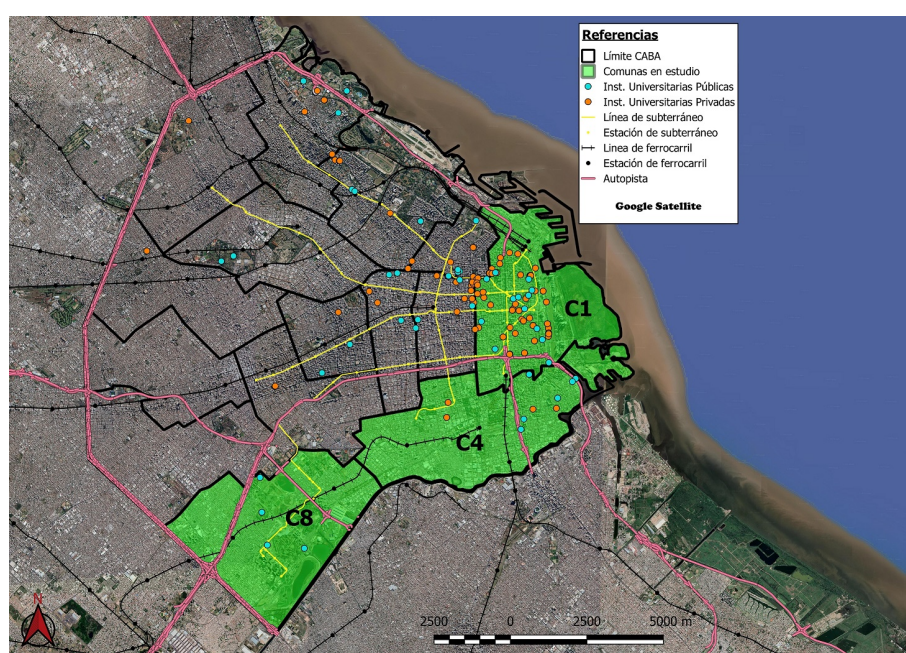 Referencias
Límite CABA
Comunas en estudio
Inst. Universitarias Públicas
Inst. Universitarias Privadas
Línea de subterráneo
Estación de subterráneo
Linea de ferrocarril
Estación de ferrocarril
Autopista
Google Satellite
C1
C4
C8
N
2500 0 2500 5000 m